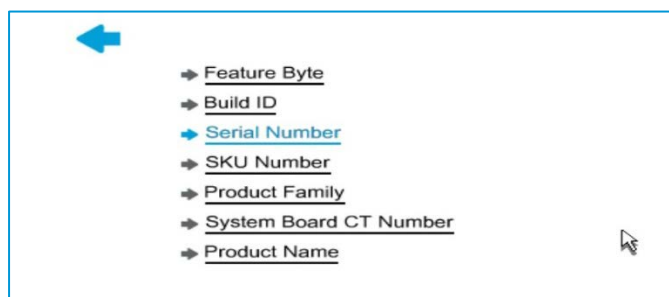 Feature Byte
Build ID
Serial Number
SKU Number
Product Family
System Board CT Number
Product Name